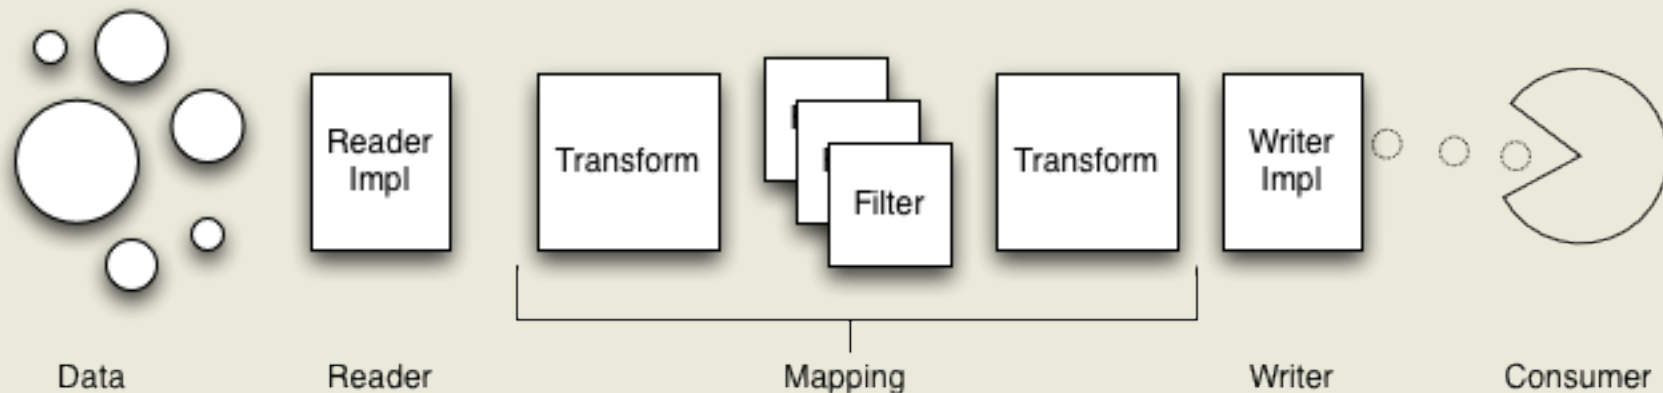 Reader
Impl
Transform
Filter
Transform
Writer
Impl
Data
Reader
Mapping
Writer
Consumer